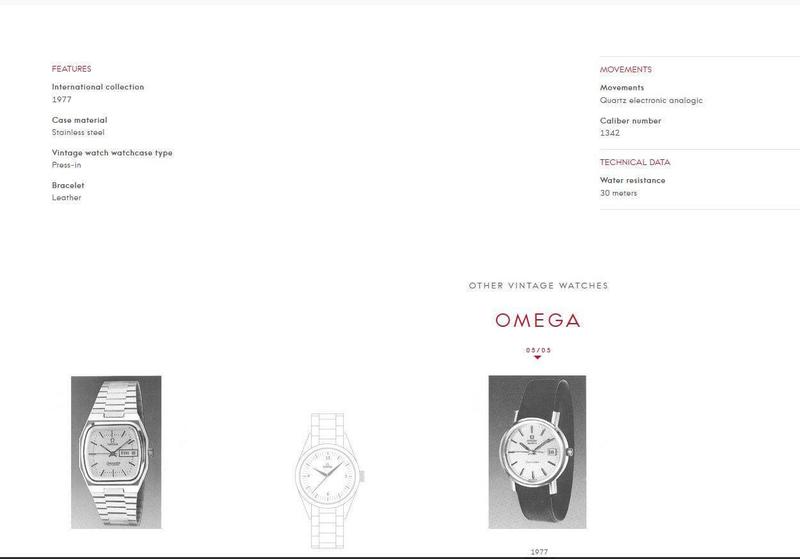 FEATURES
International collection
1977
Case material
Stainless steel
Vintage watch watchcase type
Press-in
Bracelet
Leather
MOVEMENTS
Movements
Quartz electronic analogic
Caliber number
1342
TECHNICAL DATA
Water resistance
30 meters
OTHER VINTAGE WATCHES
OMEGA
05/05
1977